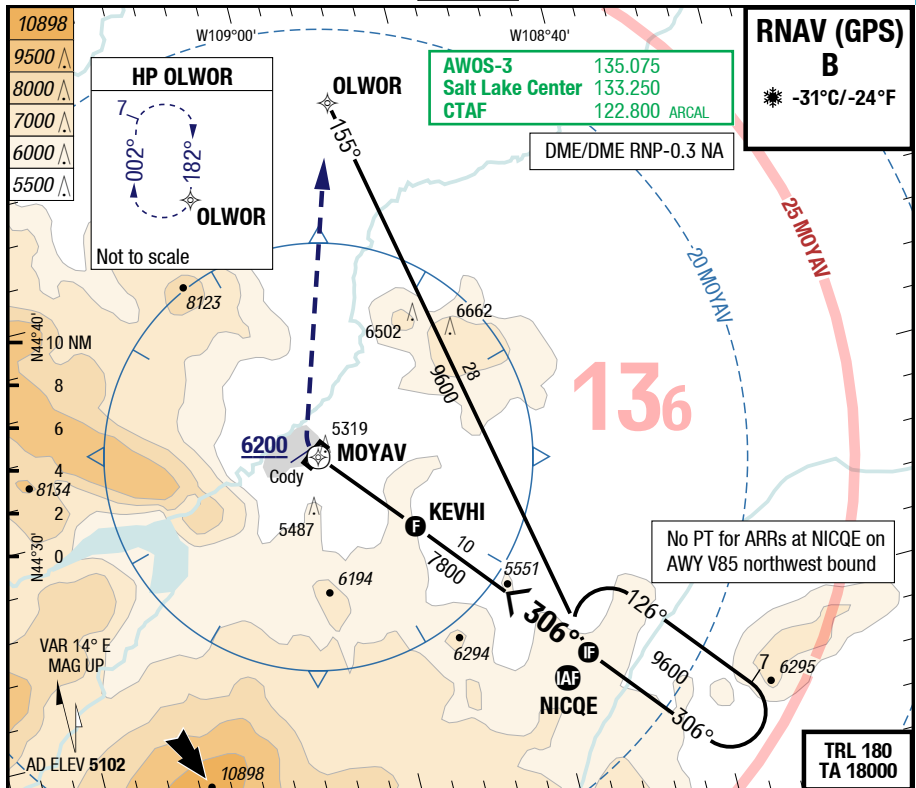 10898
9500
8000
7000
6000
5500
W109°00'
W108°40'
RNAV (GPS)
B
-31°C/-24°F
HP OLWOR
7
002°
182°
OLWOR
Not to scale
OLWOR
155°
AWOS-3 135.075
Salt Lake Center 133.250
CTAF 122.800 ARCAL
DME/DME RNP-0.3 NA
25 MOYAV
20 MOYAV
8123
6502
6662
N44°40'
10 NM
8
6
4
2
0
N44°30'
9600
28
136
5319
6200
MOYAV
Cody
8134
5487
KEVHI
F
10
7800
5551
No PT for ARRs at NICQE on
AWY V85 northwest bound
6194
306°
126°
IF
9600
7
6295
6294
IAF
NICQE
306°
VAR 14° E
MAG UP
AD ELEV 5102
10898
TRL 180
TA 18000